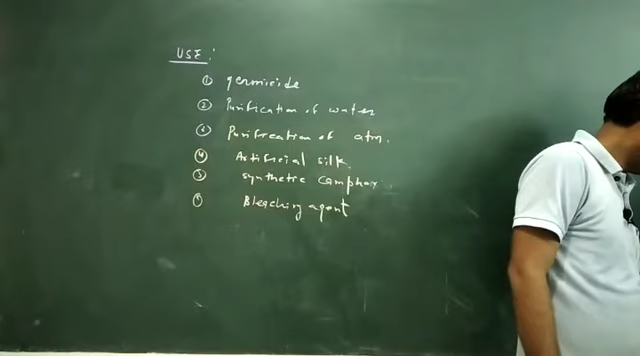 USE:
① germicide
② Purification of water
③ Purification of atm.
④ Artificial silk
⑤ synthetic camphor.
⑥ Bleaching agent